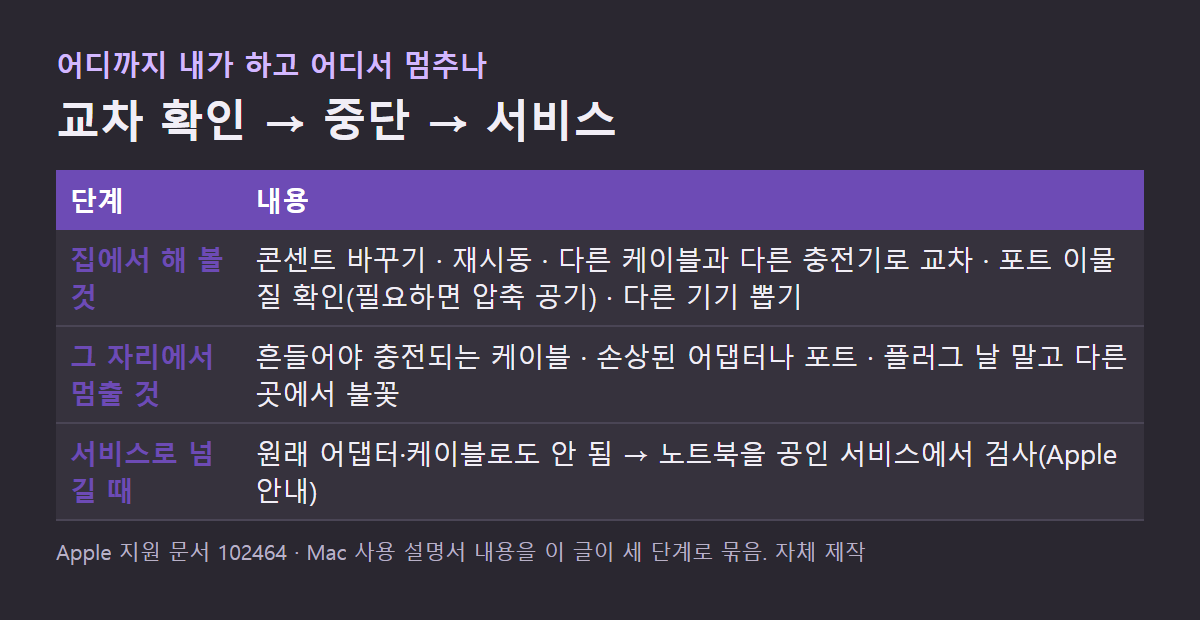 어디까지 내가 하고 어디서 멈추나
교차 확인 → 중단 → 서비스
단계 내용
집에서 해 볼 것
콘센트 바꾸기 · 재시동 · 다른 케이블과 다른 충전기로 교차 · 포트 이물
질 확인(필요하면 압축 공기) · 다른 기기 뽑기
그 자리에서
멈출 것
흔들어야 충전되는 케이블 · 손상된 어댑터나 포트 · 플러그 날 말고 다른
곳에서 불꽃
서비스로 넘
길 때
원래 어댑터·케이블로도 안 됨 → 노트북을 공인 서비스에서 검사(Apple
안내)
Apple 지원 문서 102464 · Mac 사용 설명서 내용을 이 글이 세 단계로 묶음. 자체 제작